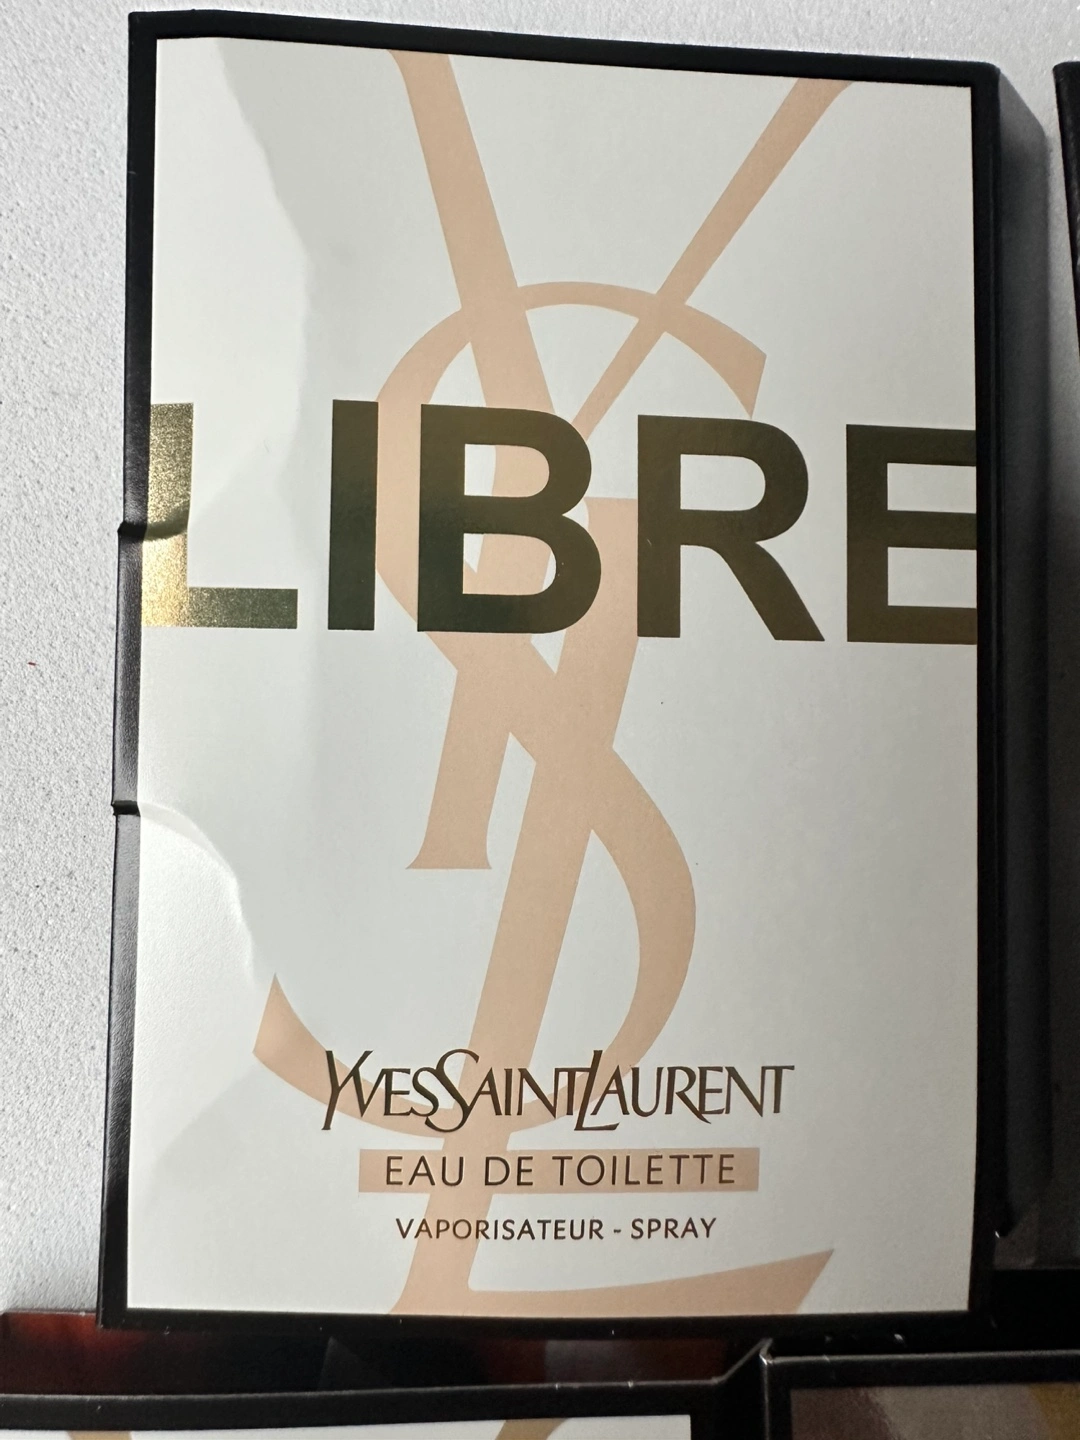 LIBRE
YVESSAINTLAURENT
EAU DE TOILETTE
VAPORISATEUR - SPRAY